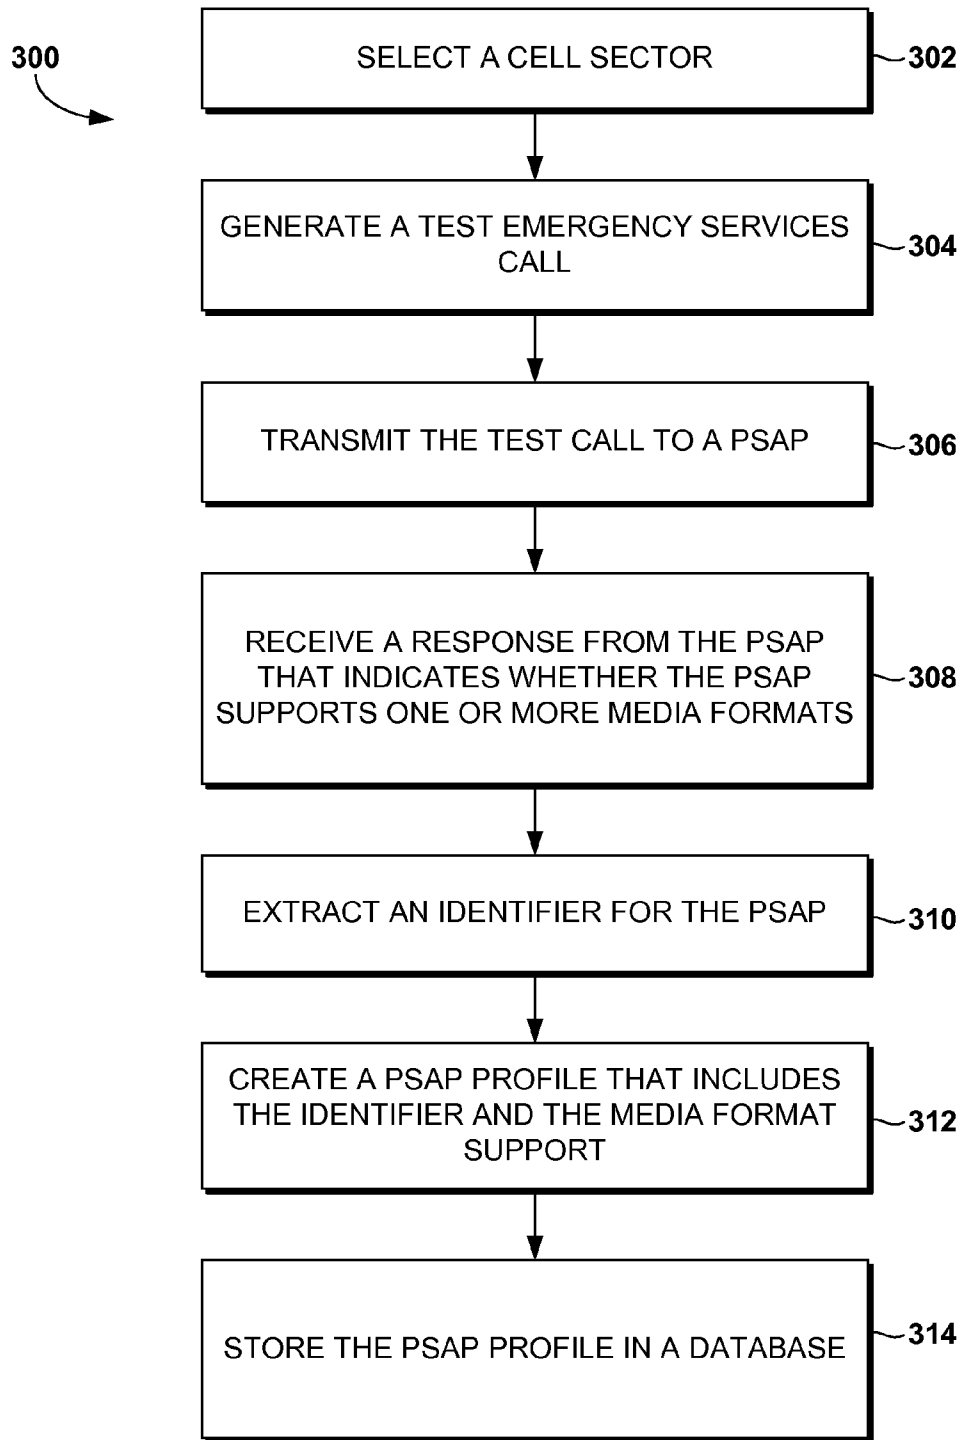 300
SELECT A CELL SECTOR
302
GENERATE A TEST EMERGENCY SERVICES
CALL
304
TRANSMIT THE TEST CALL TO A PSAP
306
RECEIVE A RESPONSE FROM THE PSAP
THAT INDICATES WHETHER THE PSAP
SUPPORTS ONE OR MORE MEDIA FORMATS
308
EXTRACT AN IDENTIFIER FOR THE PSAP
310
CREATE A PSAP PROFILE THAT INCLUDES
THE IDENTIFIER AND THE MEDIA FORMAT
SUPPORT
312
STORE THE PSAP PROFILE IN A DATABASE
314